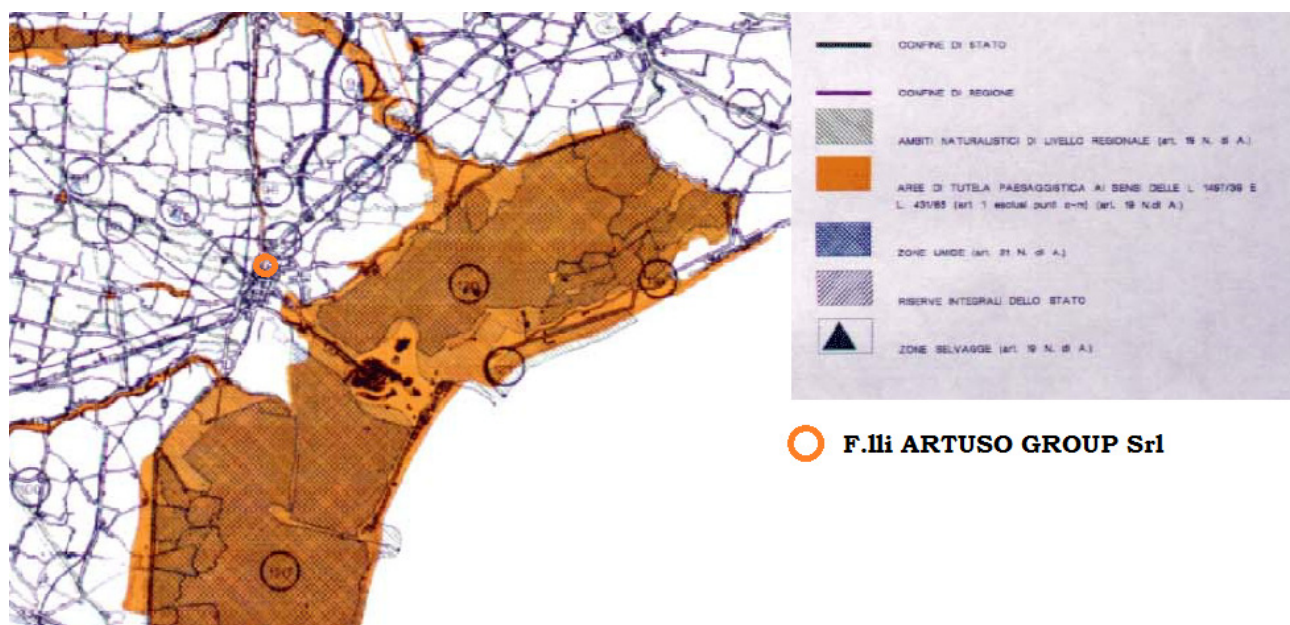 CONFINE DI STATO
CONFINE DI REGIONE
AMBITI NATURALISTICI DI LIVELLO REGIONALE (art. 19 N. di A.)
AREE DI TUTELA PAESAGGISTICA AI SENSI DELLE L. 1497/39 E
L. 431/85 (art. 1 esclusi punti o-m) (art. 19 N.di A.)
ZONE UMIDE (art. 21 N. di A.)
RISERVE INTEGRALI DELLO STATO
ZONE SELVAGGE (art. 19 N. di A.)
F.lli ARTUSO GROUP Srl